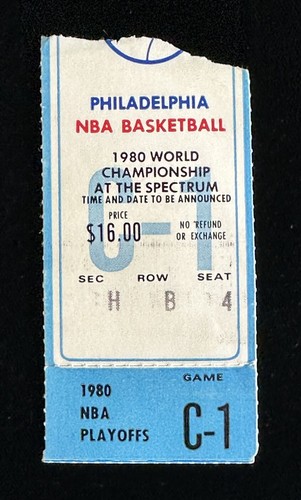 PHILADELPHIA
NBA BASKETBALL
1980 WORLD
CHAMPIONSHIP
AT THE SPECTRUM
TIME AND DATE TO BE ANNOUNCED
PRICE
$16.00
NO REFUND
OR EXCHANGE
C-1
SEC ROW SEAT
H B 4
1980
NBA
PLAYOFFS
GAME
C-1